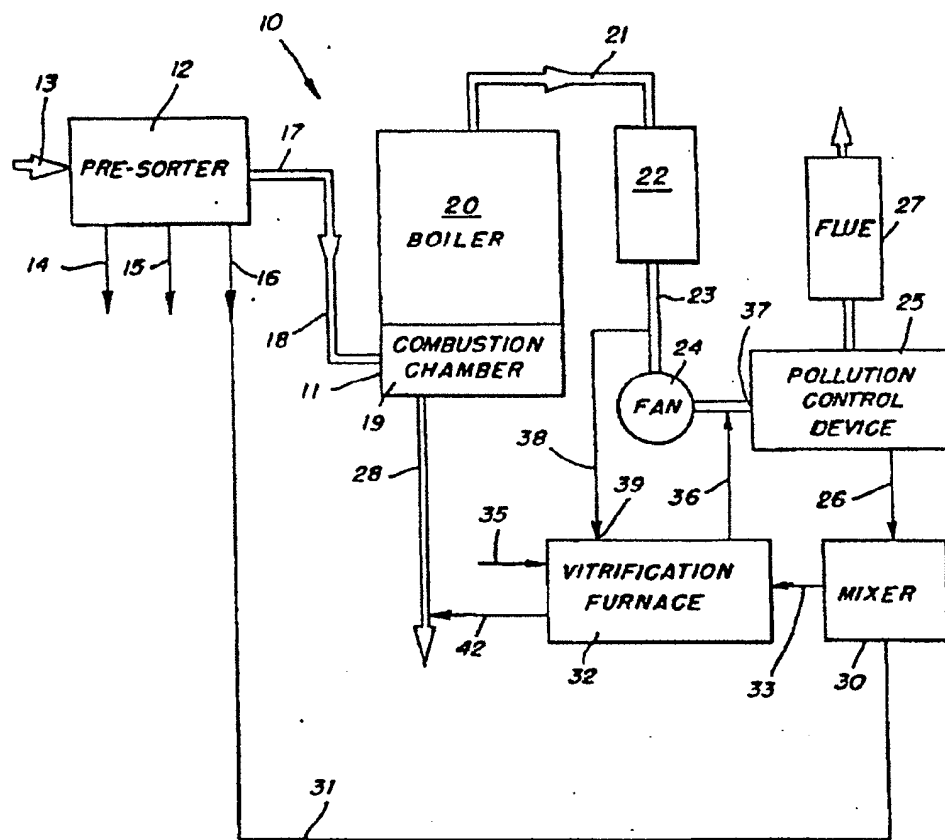 10
21
13
12
17
PRE-SORTER
22
20
BOILER
FLUE
27
14
15
16
23
25
18
24
37
COMBUSTION
CHAMBER
11
FAN
POLLUTION
CONTROL
DEVICE
19
28
38
39
36
26
35
VITRIFICATION
FURNACE
MIXER
42
32
33
30
31